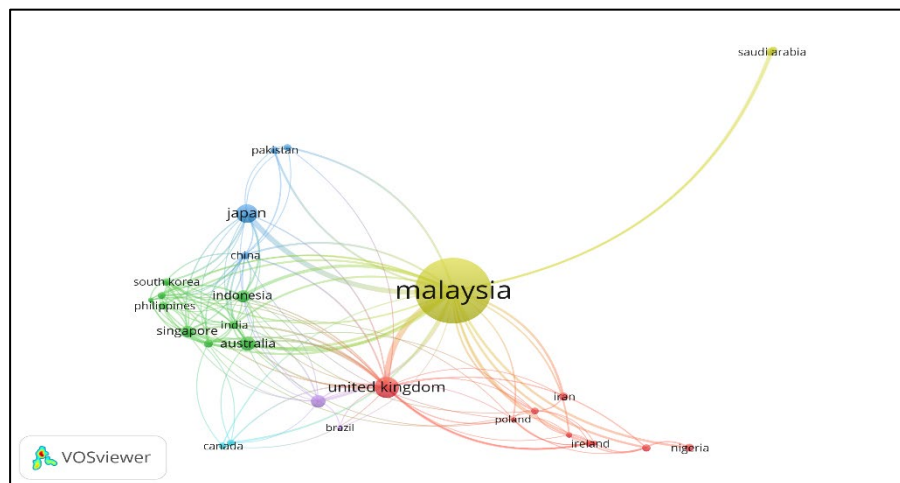 saudi arabia
pakistan
japan
china
south korea
indonesia
malaysia
philippines
india
singapore
australia
united kingdom
iran
poland
brazil
ireland
canada
nigeria
VOSviewer